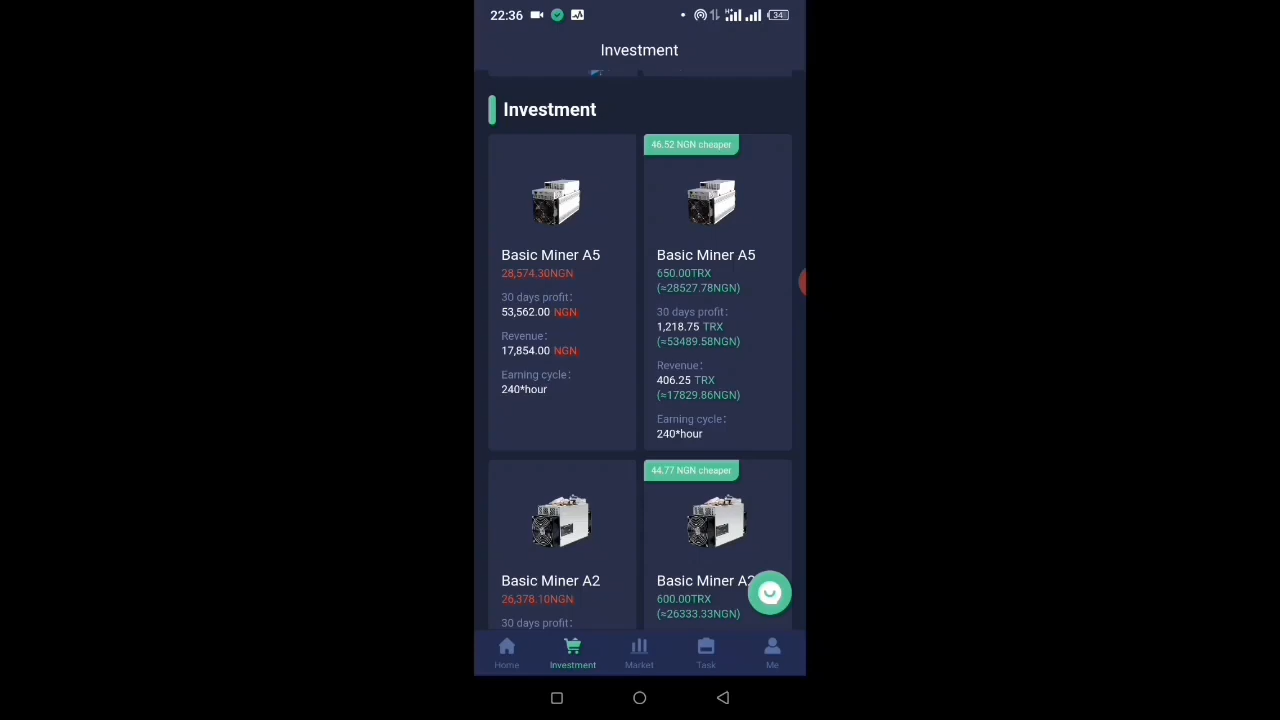 22:36
34
Investment
Investment
Basic Miner A5
28,574.30NGN
30 days profit:
53,562.00 NGN
Revenue:
17,854.00 NGN
Earning cycle:
240*hour
46.52 NGN cheaper
Basic Miner A5
650.00TRX
(≈28527.78NGN)
30 days profit:
1,218.75 TRX
(≈53489.58NGN)
Revenue:
406.25 TRX
(≈17829.86NGN)
Earning cycle:
240*hour
Basic Miner A2
26,378.10NGN
30 days profit:
44.77 NGN cheaper
Basic Miner A2
600.00TRX
(≈26333.33NGN)
Home
Investment
Market
Task
Me